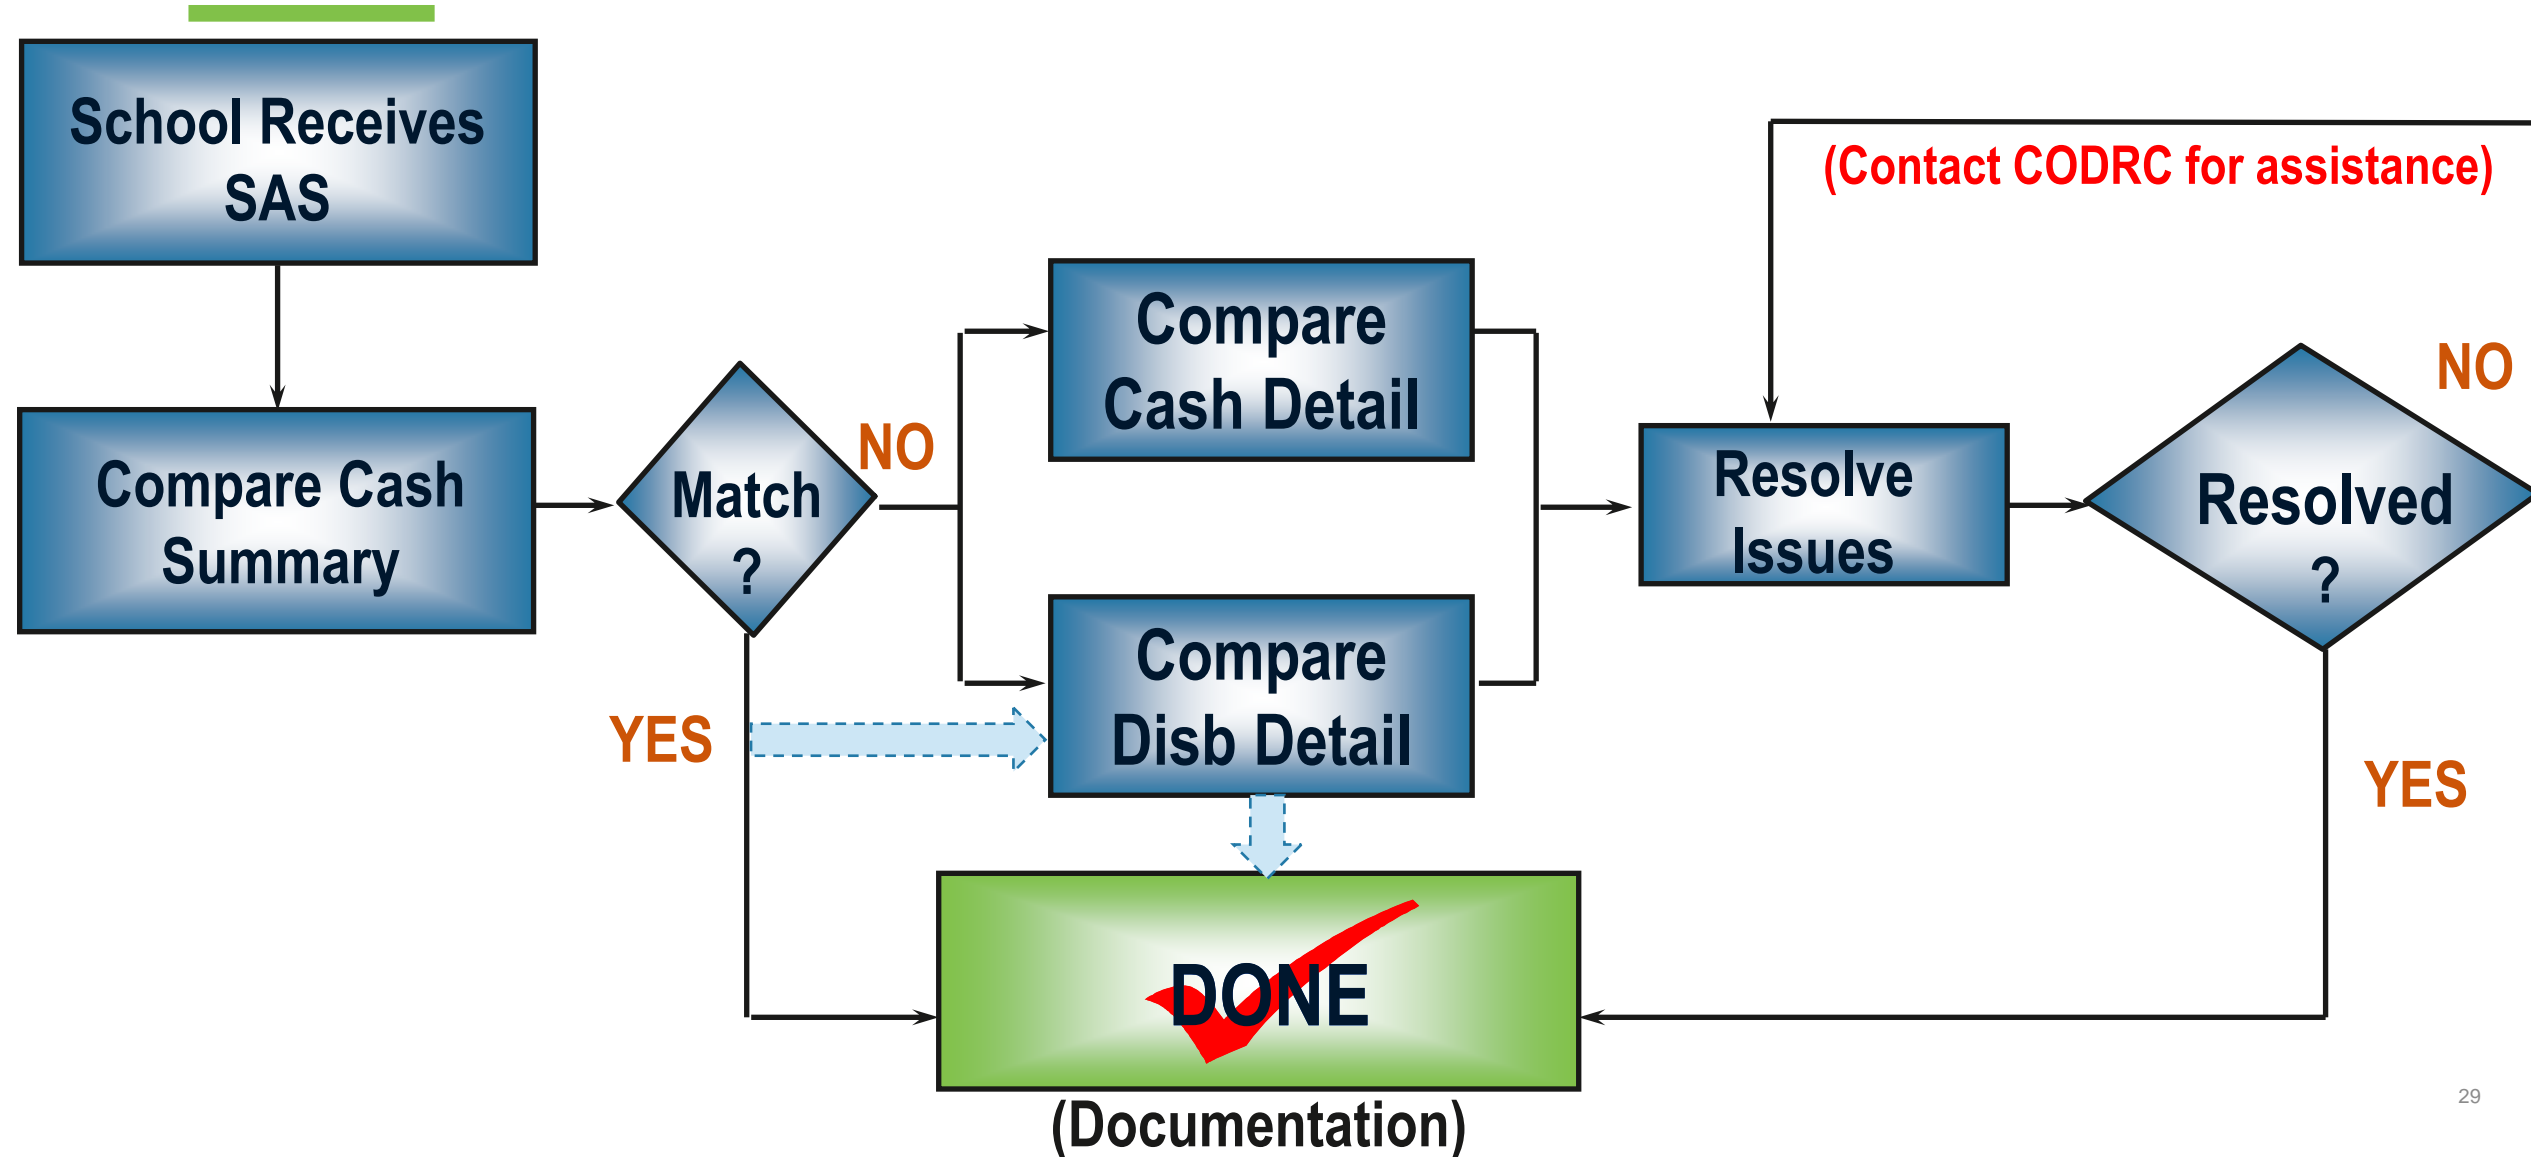 School Receives
SAS
(Contact CODRC for assistance)
Compare
Cash Detail
NO
Compare Cash
Summary
Match
?
NO
Resolve
Issues
Resolved
?
Compare
Disb Detail
YES
YES
DONE
(Documentation)
29